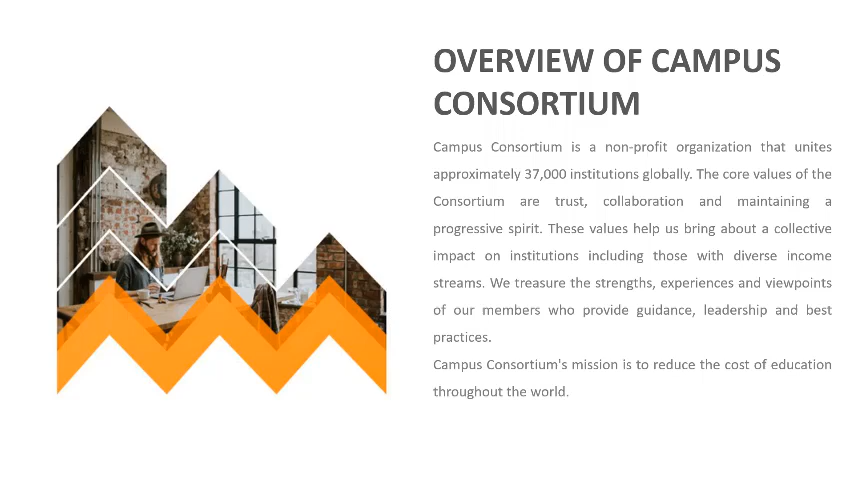 OVERVIEW OF CAMPUS
CONSORTIUM
Campus Consortium is a non-profit organization that unites
approximately 37,000 institutions globally. The core values of the
Consortium are trust, collaboration and maintaining a
progressive spirit. These values help us bring about a collective
impact on institutions including those with diverse income
streams. We treasure the strengths, experiences and viewpoints
of our members who provide guidance, leadership and best
practices.
Campus Consortium's mission is to reduce the cost of education
throughout the world.